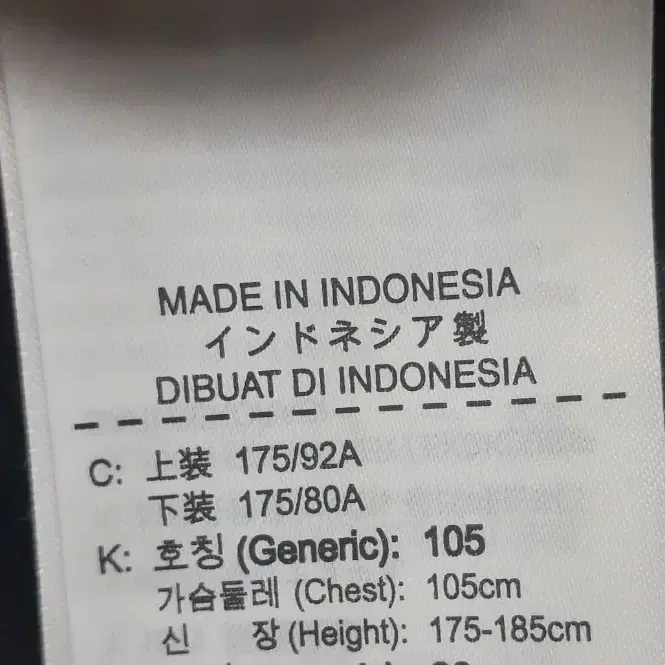 MADE IN INDONESIA
インドネシア製
DIBUAT DI INDONESIA
C: 上装 175/92A
下装 175/80A
K: 호칭 (Generic): 105
가슴둘레 (Chest): 105cm
신 장 (Height): 175-185cm